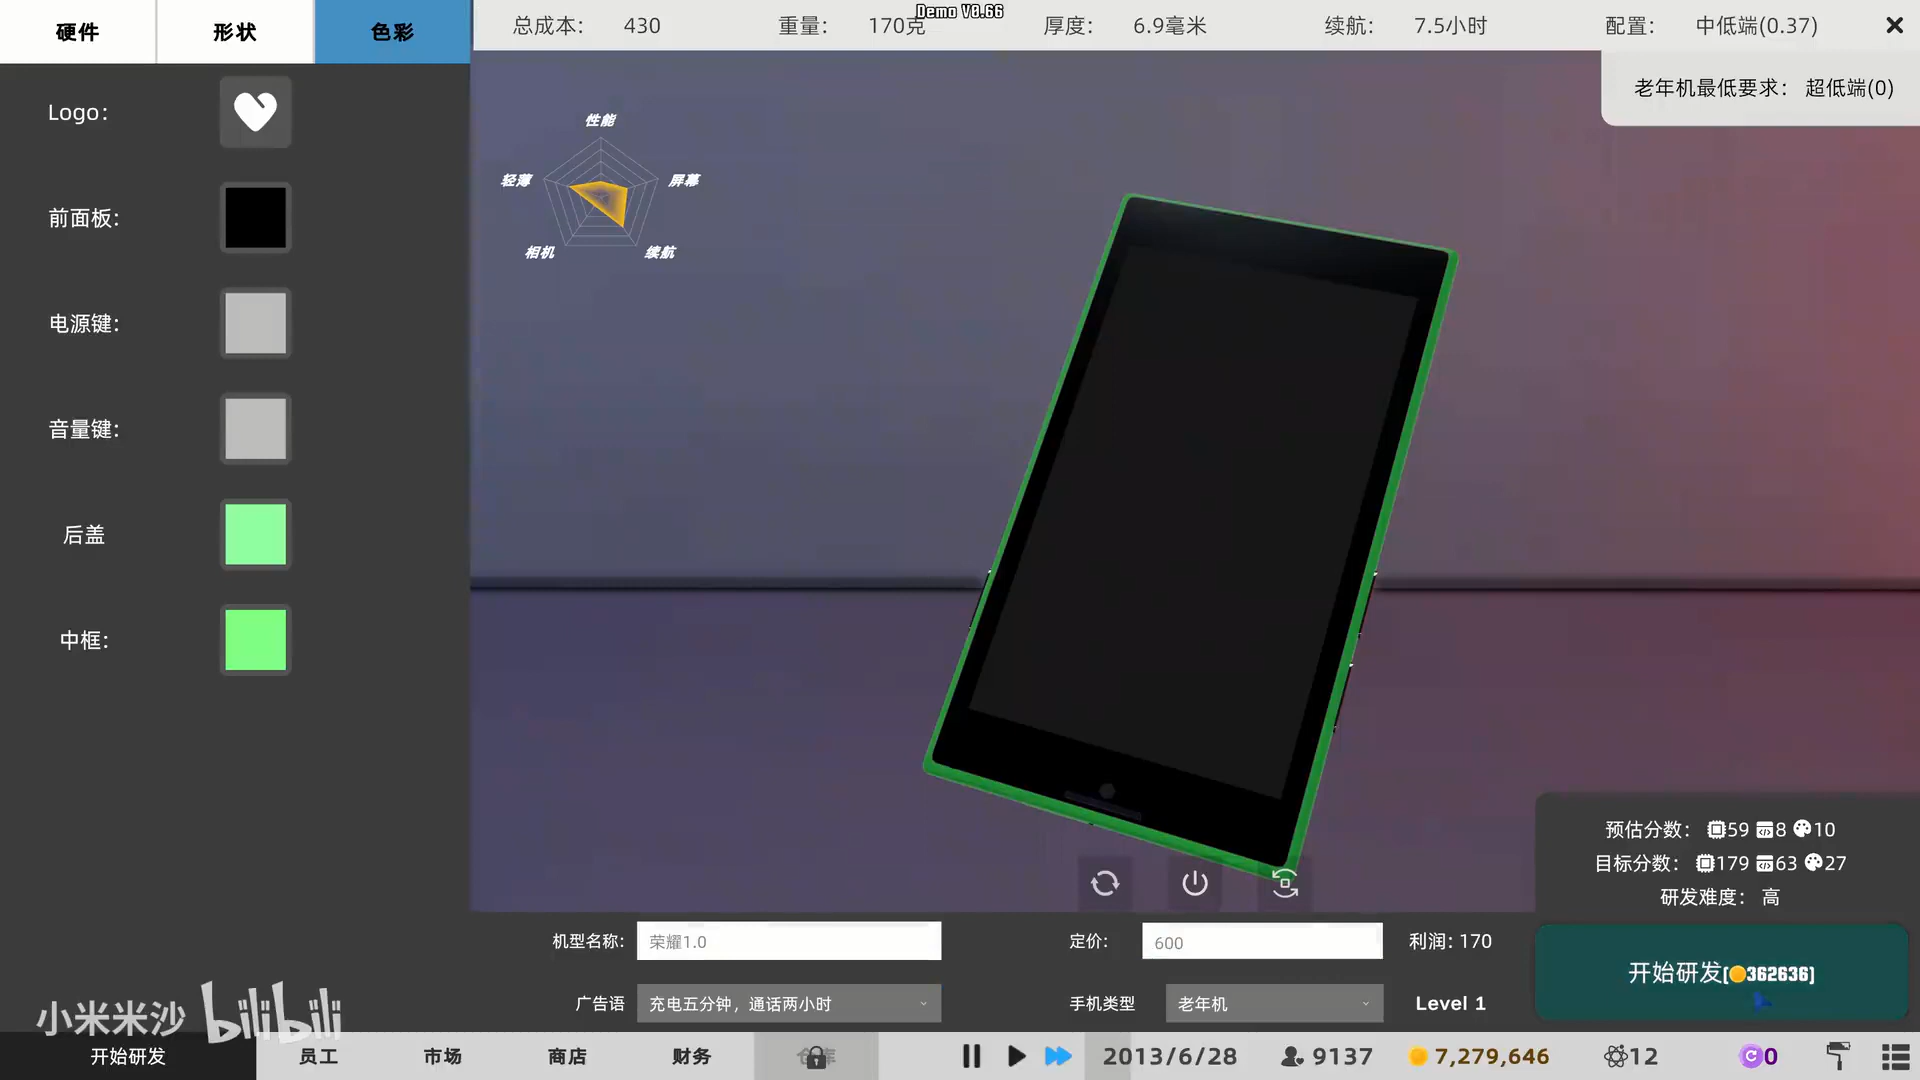 硬件 形状 色彩
总成本： 430 重量： 170克 厚度： 6.9毫米 续航： 7.5小时 配置： 中低端(0.37)
Demo V0.66
老年机最低要求： 超低端(0)
Logo:
前面板:
电源键:
音量键:
后盖
中框:
性能
轻薄 屏幕
相机 续航
预估分数： 59 8 10
目标分数： 179 63 27
研发难度： 高
机型名称: 荣耀1.0 定价: 600 利润: 170
开始研发[362636]
广告语 充电五分钟，通话两小时 手机类型 老年机 Level 1
小米米沙 bilibili
开始研发 员工 市场 商店 财务 2013/6/28 9137 7,279,646 12 0